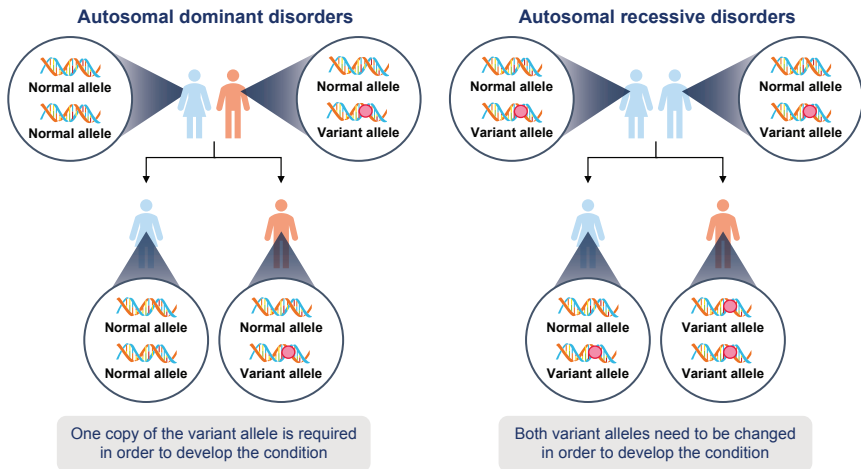 Autosomal dominant disorders
Normal allele
Normal allele
Normal allele
Variant allele
Normal allele
Normal allele
Normal allele
Variant allele
One copy of the variant allele is required
in order to develop the condition
Autosomal recessive disorders
Normal allele
Variant allele
Normal allele
Variant allele
Normal allele
Variant allele
Variant allele
Variant allele
Both variant alleles need to be changed
in order to develop the condition